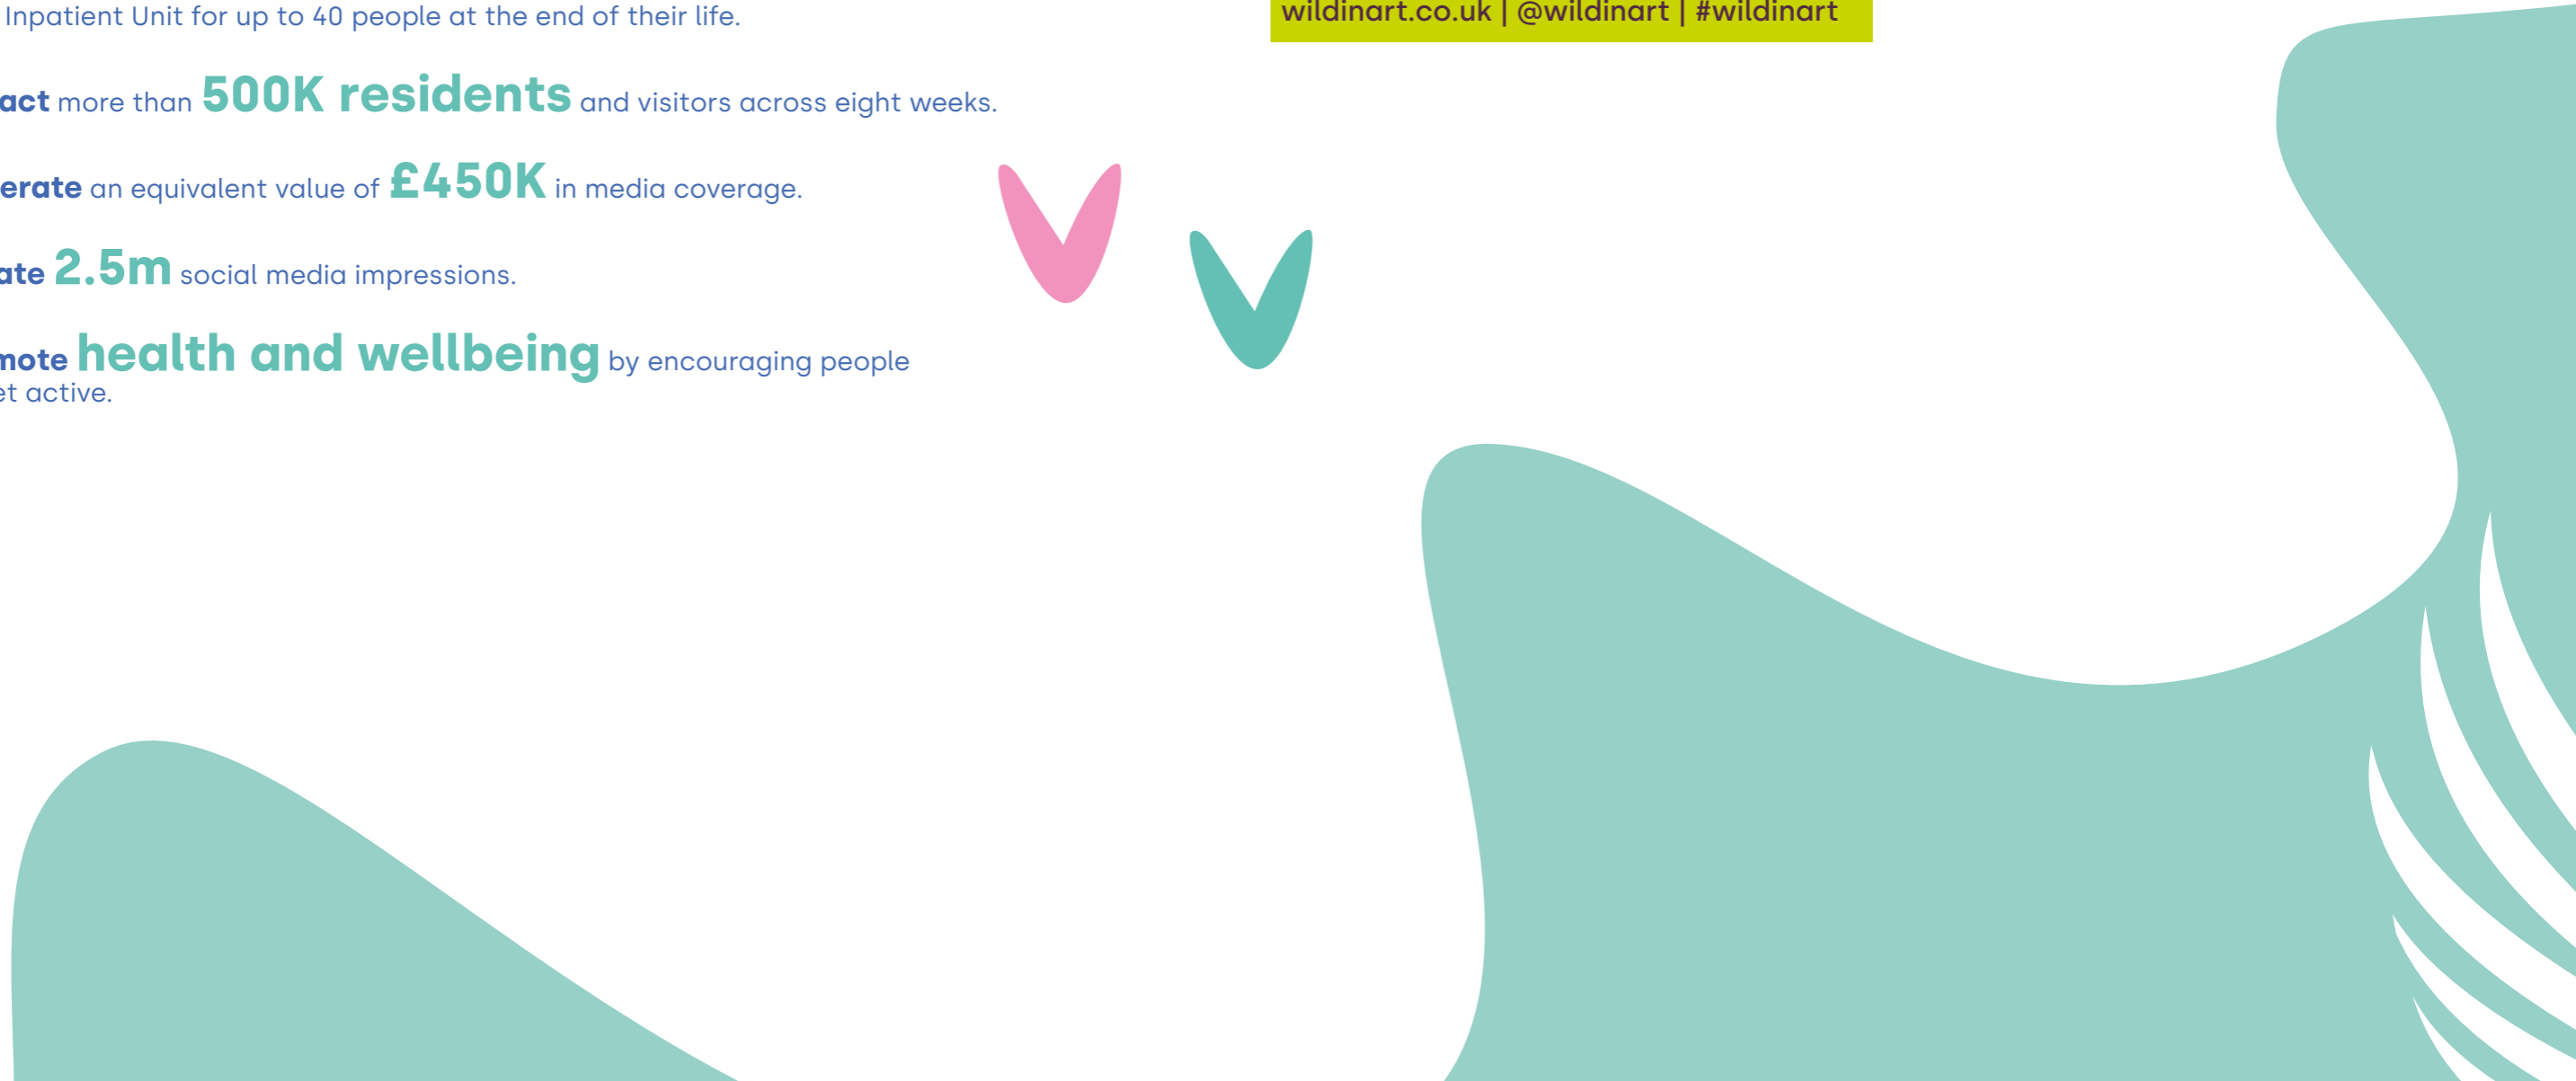 Inpatient Unit for up to 40 people at the end of their life.
act more than 500K residents and visitors across eight weeks.
erate an equivalent value of £450K in media coverage.
ate 2.5m social media impressions.
mote health and wellbeing by encouraging people
et active.
wildinart.co.uk | @wildinart | #wildinart